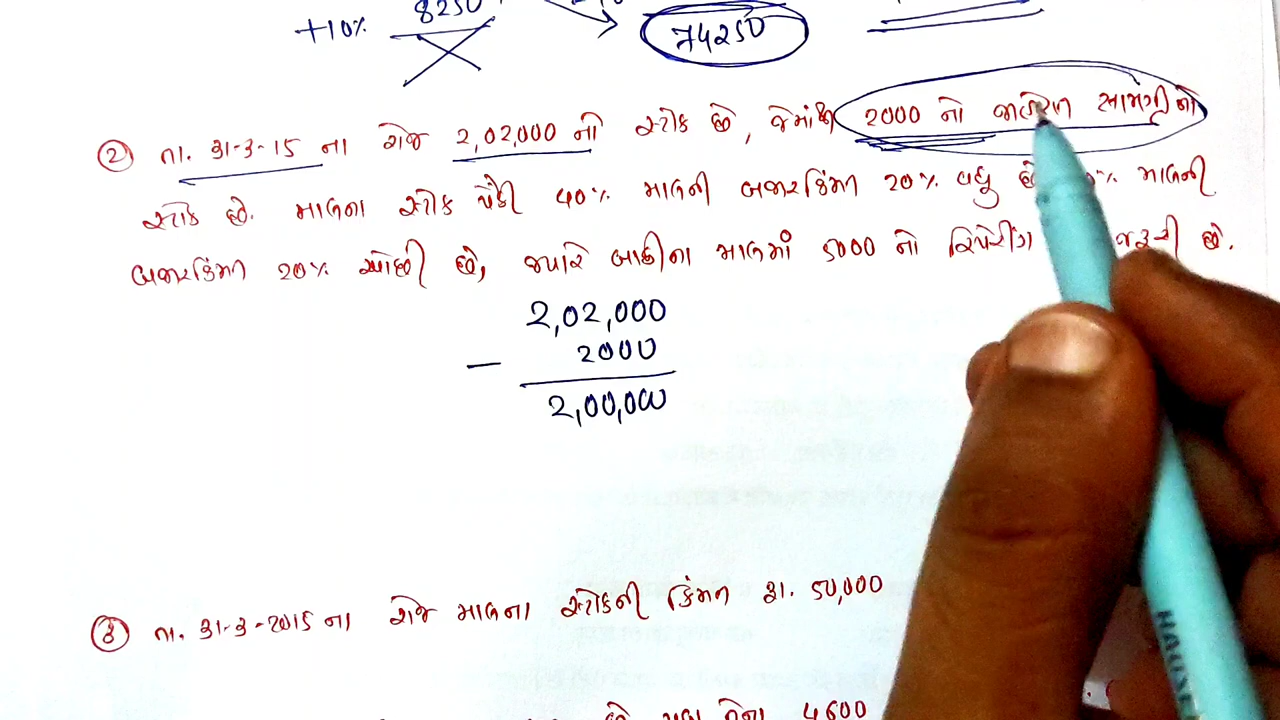 +10% 8250
74250
② તા. 31-3-15 ના રોજ 2,02,000 નો સ્ટોક છે, જેમાં 2000 નો જાહેરાત સામગ્રીનો
સ્ટોક છે. માલના સ્ટોક પૈકી 40% માલની બજારકિંમત 20% વધુ છે % માલની
બજારકિંમત 20% ઓછી છે, જ્યારે બાકીના માલમાં 5000 નો રિપેરીંગ જરૂરી છે.
2,02,000
— 2000
2,00,000
③ તા. 31-3-2015 ના રોજ માલના સ્ટોકની કિંમત રૂા. 50,000
4600
HAUSER